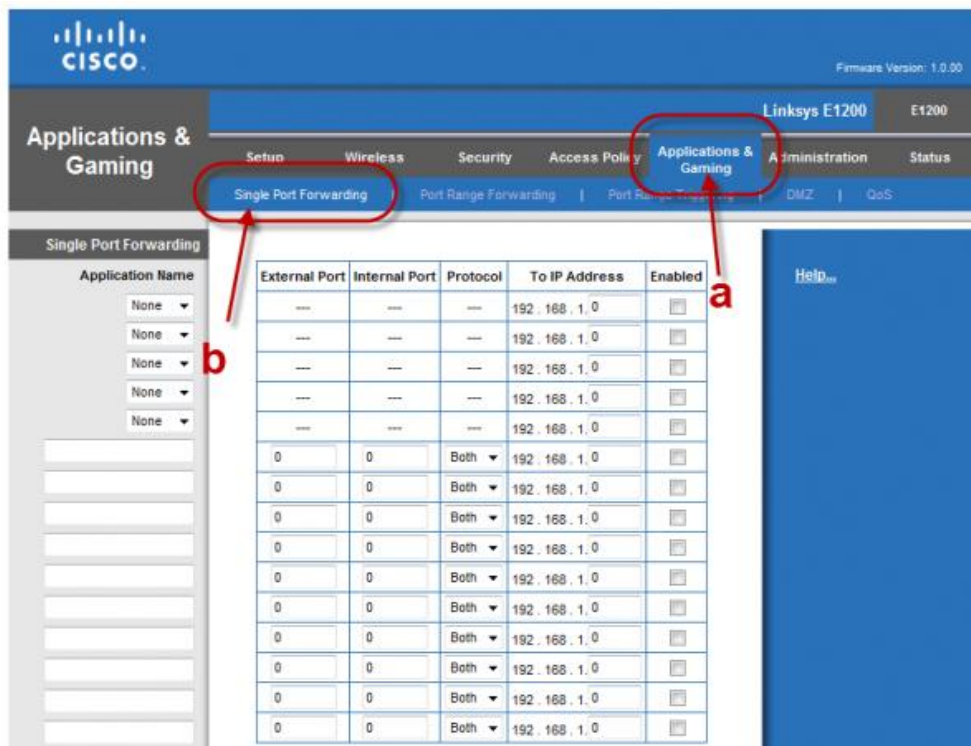 CISCO.
Firmware Version: 1.0.00
Linksys E1200 E1200
Applications & Gaming
Setup Wireless Security Access Policy Applications & Gaming Administration Status
Single Port Forwarding | Port Range Forwarding | Port Range Triggering | DMZ | QoS
Single Port Forwarding
Application Name
External Port Internal Port Protocol To IP Address Enabled
Help...
a
b
None --- --- --- 192 . 168 . 1. 0
None --- --- --- 192 . 168 . 1. 0
None --- --- --- 192 . 168 . 1. 0
None --- --- --- 192 . 168 . 1. 0
None --- --- --- 192 . 168 . 1. 0
0 0 Both 192 . 168 . 1. 0
0 0 Both 192 . 168 . 1. 0
0 0 Both 192 . 168 . 1. 0
0 0 Both 192 . 168 . 1. 0
0 0 Both 192 . 168 . 1. 0
0 0 Both 192 . 168 . 1. 0
0 0 Both 192 . 168 . 1. 0
0 0 Both 192 . 168 . 1. 0
0 0 Both 192 . 168 . 1. 0
0 0 Both 192 . 168 . 1. 0